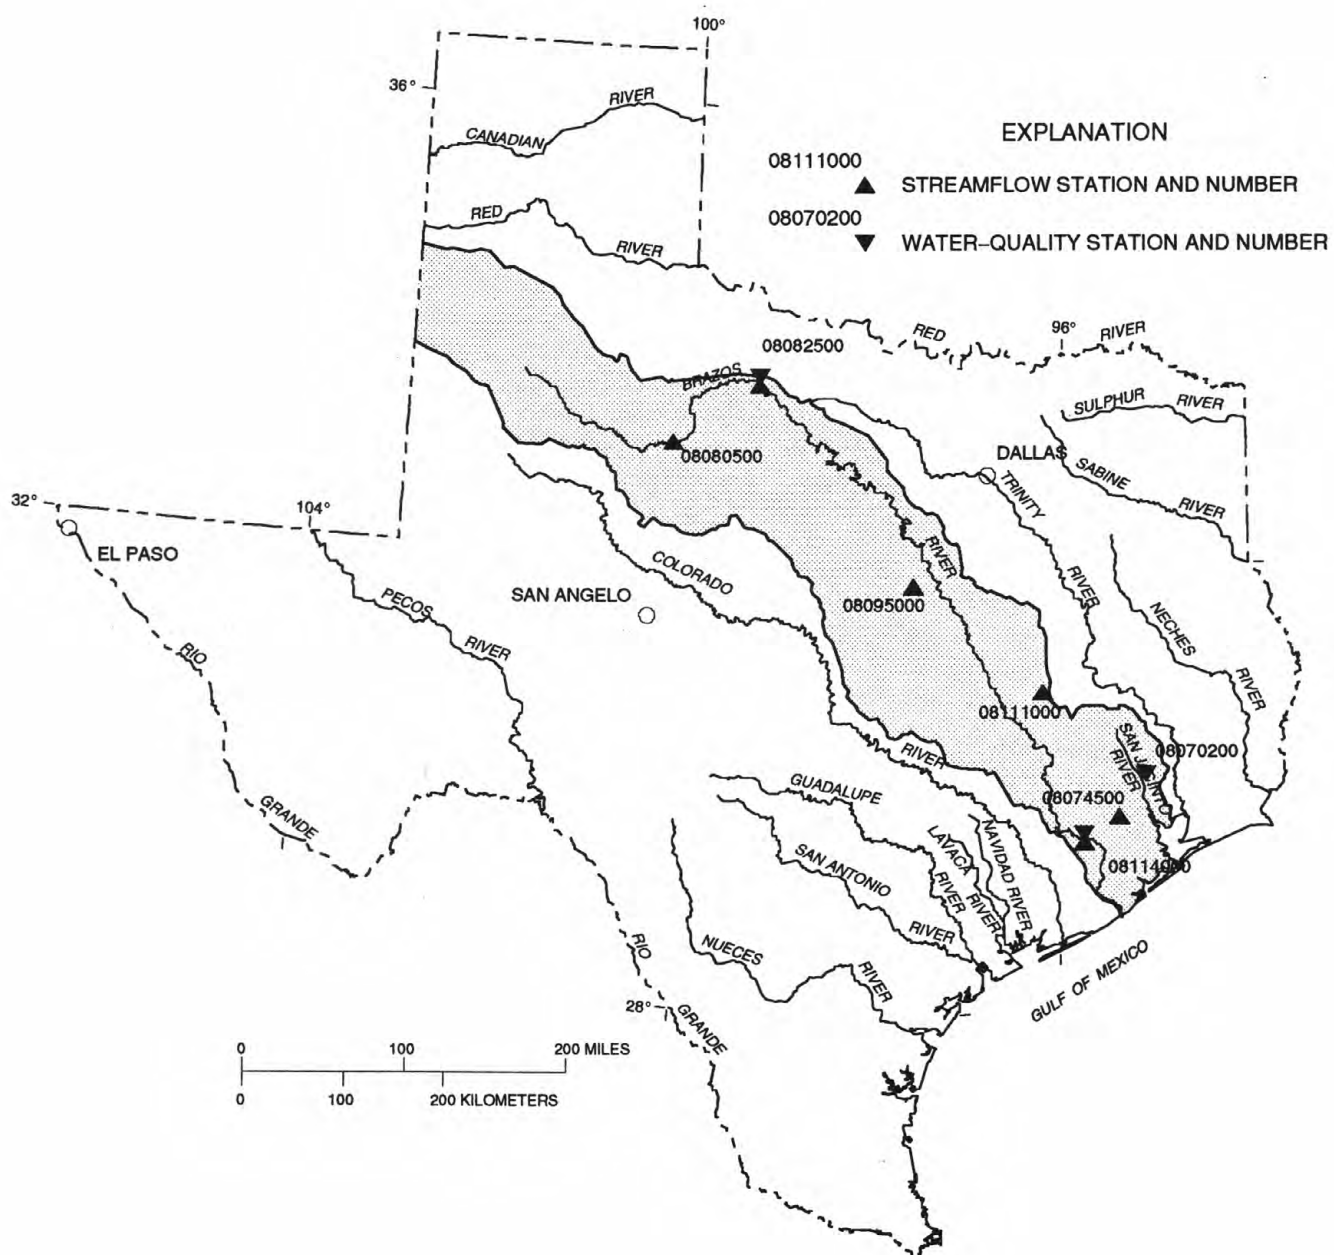 100°
36°
RIVER
CANADIAN
EXPLANATION
08111000
STREAMFLOW STATION AND NUMBER
08070200
WATER-QUALITY STATION AND NUMBER
RED
RIVER
RED
96°
RIVER
08082500
BRAZOS
SULPHUR RIVER
08080500
DALLAS
SABINE
RIVER
TRINITY
RIVER
32°
104°
EL PASO
RIVER
COLORADO
SAN ANGELO
08095000
PECOS
RIVER
NECHES
RIVER
RIO
GRANDE
08111000
SAN JACINTO
RIVER
08070200
RIVER
GUADALUPE
08074500
SAN ANTONIO
RIVER
LAVACA
RIVER
NAVIDAD RIVER
RIVER
08114000
NUECES
RIVER
RIO
GRANDE
GULF OF MEXICO
28°
0 100 200 MILES
0 100 200 KILOMETERS